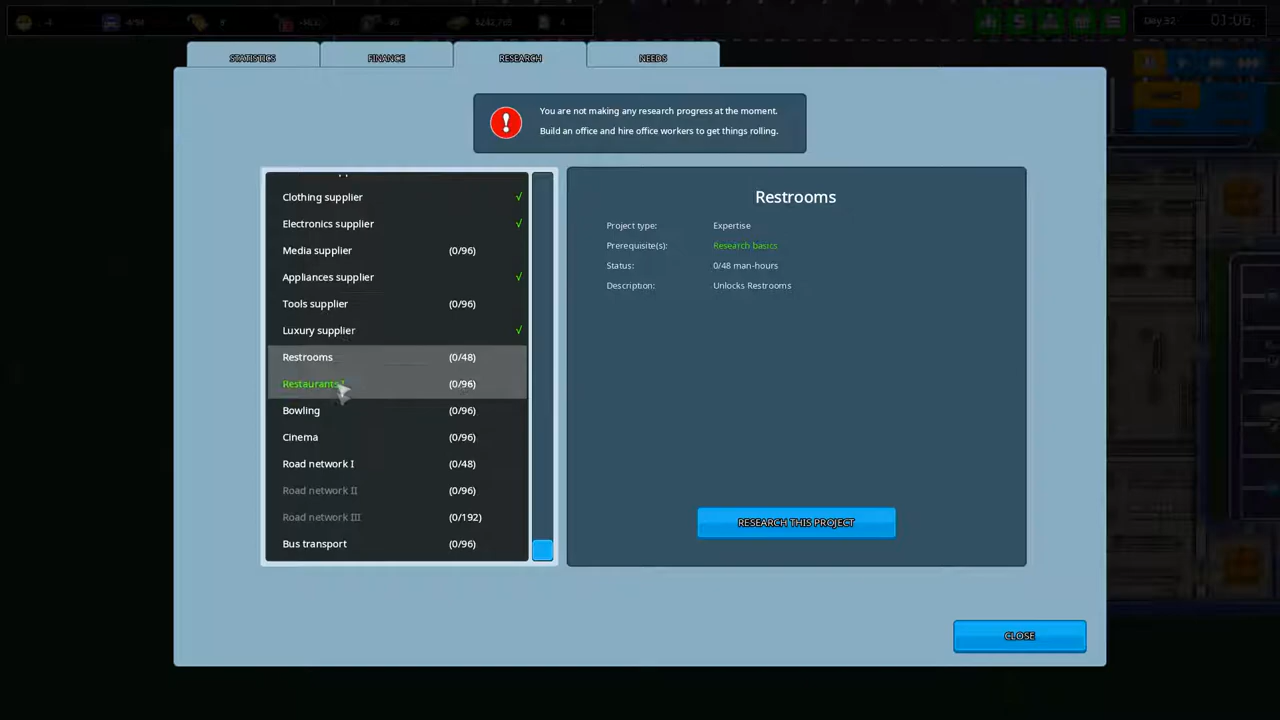 Day 32 01:06
STATISTICS FINANCE RESEARCH NEEDS
You are not making any research progress at the moment.
Build an office and hire office workers to get things rolling.
Clothing supplier √
Electronics supplier √
Media supplier (0/96)
Appliances supplier √
Tools supplier (0/96)
Luxury supplier √
Restrooms (0/48)
Restaurants I (0/96)
Bowling (0/96)
Cinema (0/96)
Road network I (0/48)
Road network II (0/96)
Road network III (0/192)
Bus transport (0/96)
Restrooms
Project type: Expertise
Prerequisite(s): Research basics
Status: 0/48 man-hours
Description: Unlocks Restrooms
RESEARCH THIS PROJECT
CLOSE